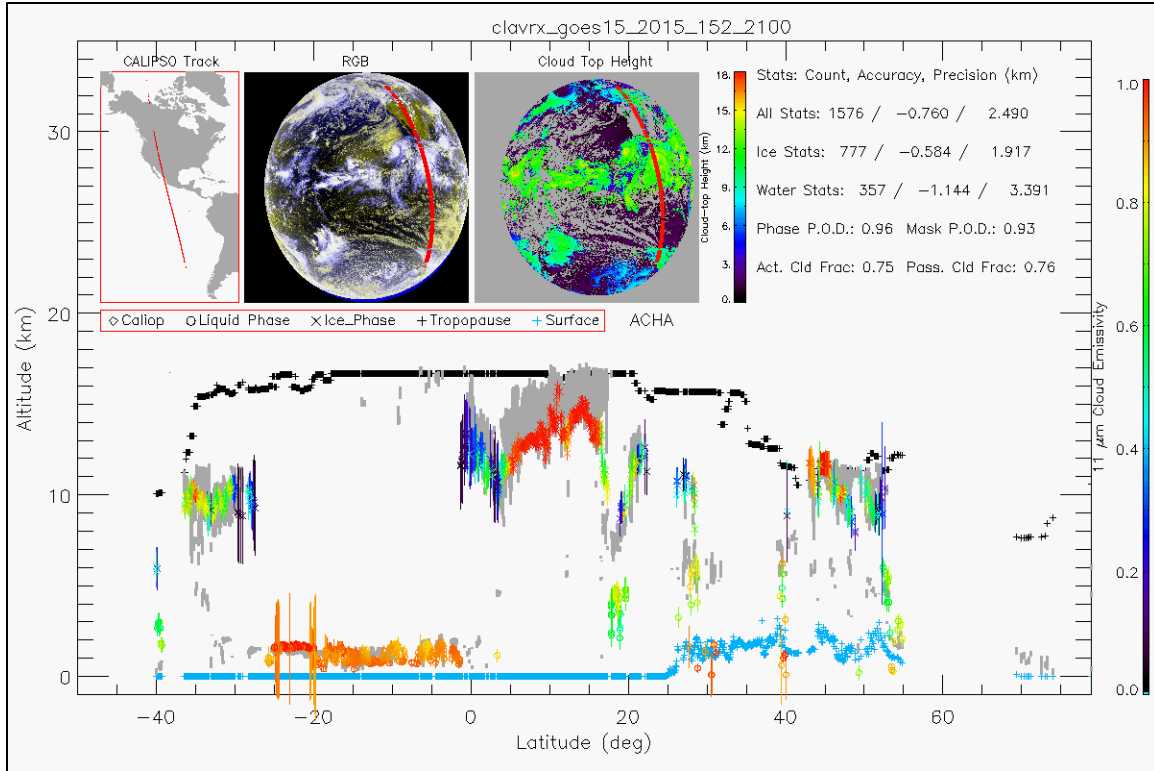 clavrx_goes15_2015_152_2100
CALIPSO Track
RGB
Cloud Top Height
18.
15.
12.
9.
6.
3.
0.
Cloud-top Height (km)
Stats: Count, Accuracy, Precision (km)
All Stats: 1576 / -0.760 / 2.490
Ice Stats: 777 / -0.584 / 1.917
Water Stats: 357 / -1.144 / 3.391
Phase P.O.D.: 0.96 Mask P.O.D.: 0.93
Act. Cld Frac: 0.75 Pass. Cld Frac: 0.76
Caliop Liquid Phase Ice_Phase Tropopause Surface
ACHA
30
20
10
0
Altitude (km)
-40 -20 0 20 40 60
Latitude (deg)
1.0
0.8
0.6
0.4
0.2
0.0
11 μm Cloud Emissivity